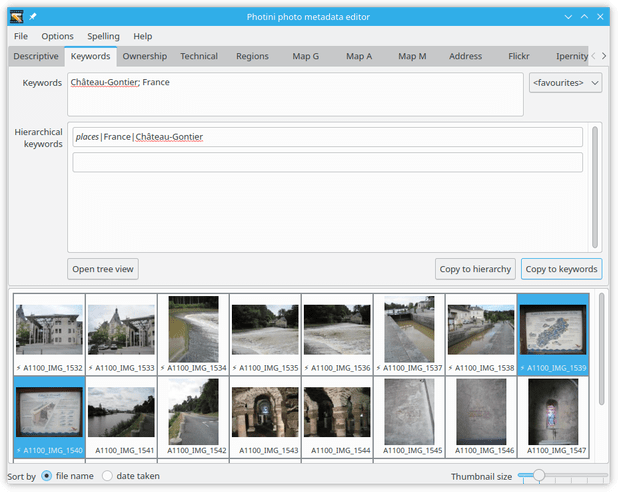 Photini photo metadata editor
File Options Spelling Help
Descriptive Keywords Ownership Technical Regions Map G Map A Map M Address Flickr Ipernity
Keywords Château-Gontier; France <favourites>
Hierarchical places|France|Château-Gontier
keywords
Open tree view Copy to hierarchy Copy to keywords
⚡ A1100_IMG_1532 ⚡ A1100_IMG_1533 ⚡ A1100_IMG_1534 ⚡ A1100_IMG_1535 ⚡ A1100_IMG_1536 ⚡ A1100_IMG_1537 ⚡ A1100_IMG_1538 ⚡ A1100_IMG_1539
⚡ A1100_IMG_1540 A1100_IMG_1541 A1100_IMG_1542 A1100_IMG_1543 A1100_IMG_1544 A1100_IMG_1545 A1100_IMG_1546 A1100_IMG_1547
Sort by file name date taken Thumbnail size